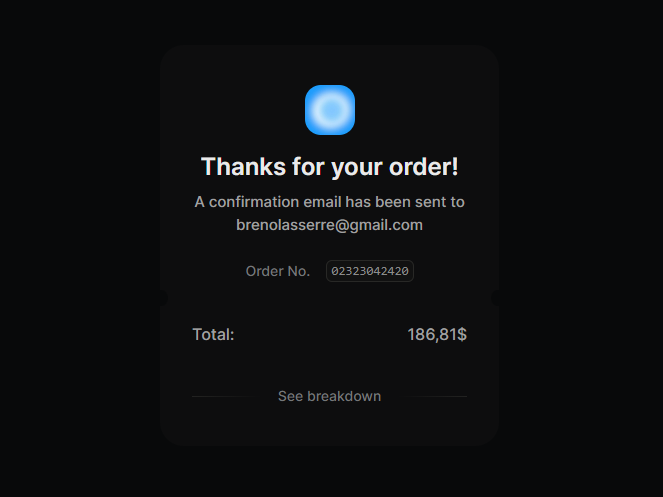 Thanks for your order!
A confirmation email has been sent to
brenolasserre@gmail.com
Order No. 02323042420
Total: 186,81$
See breakdown